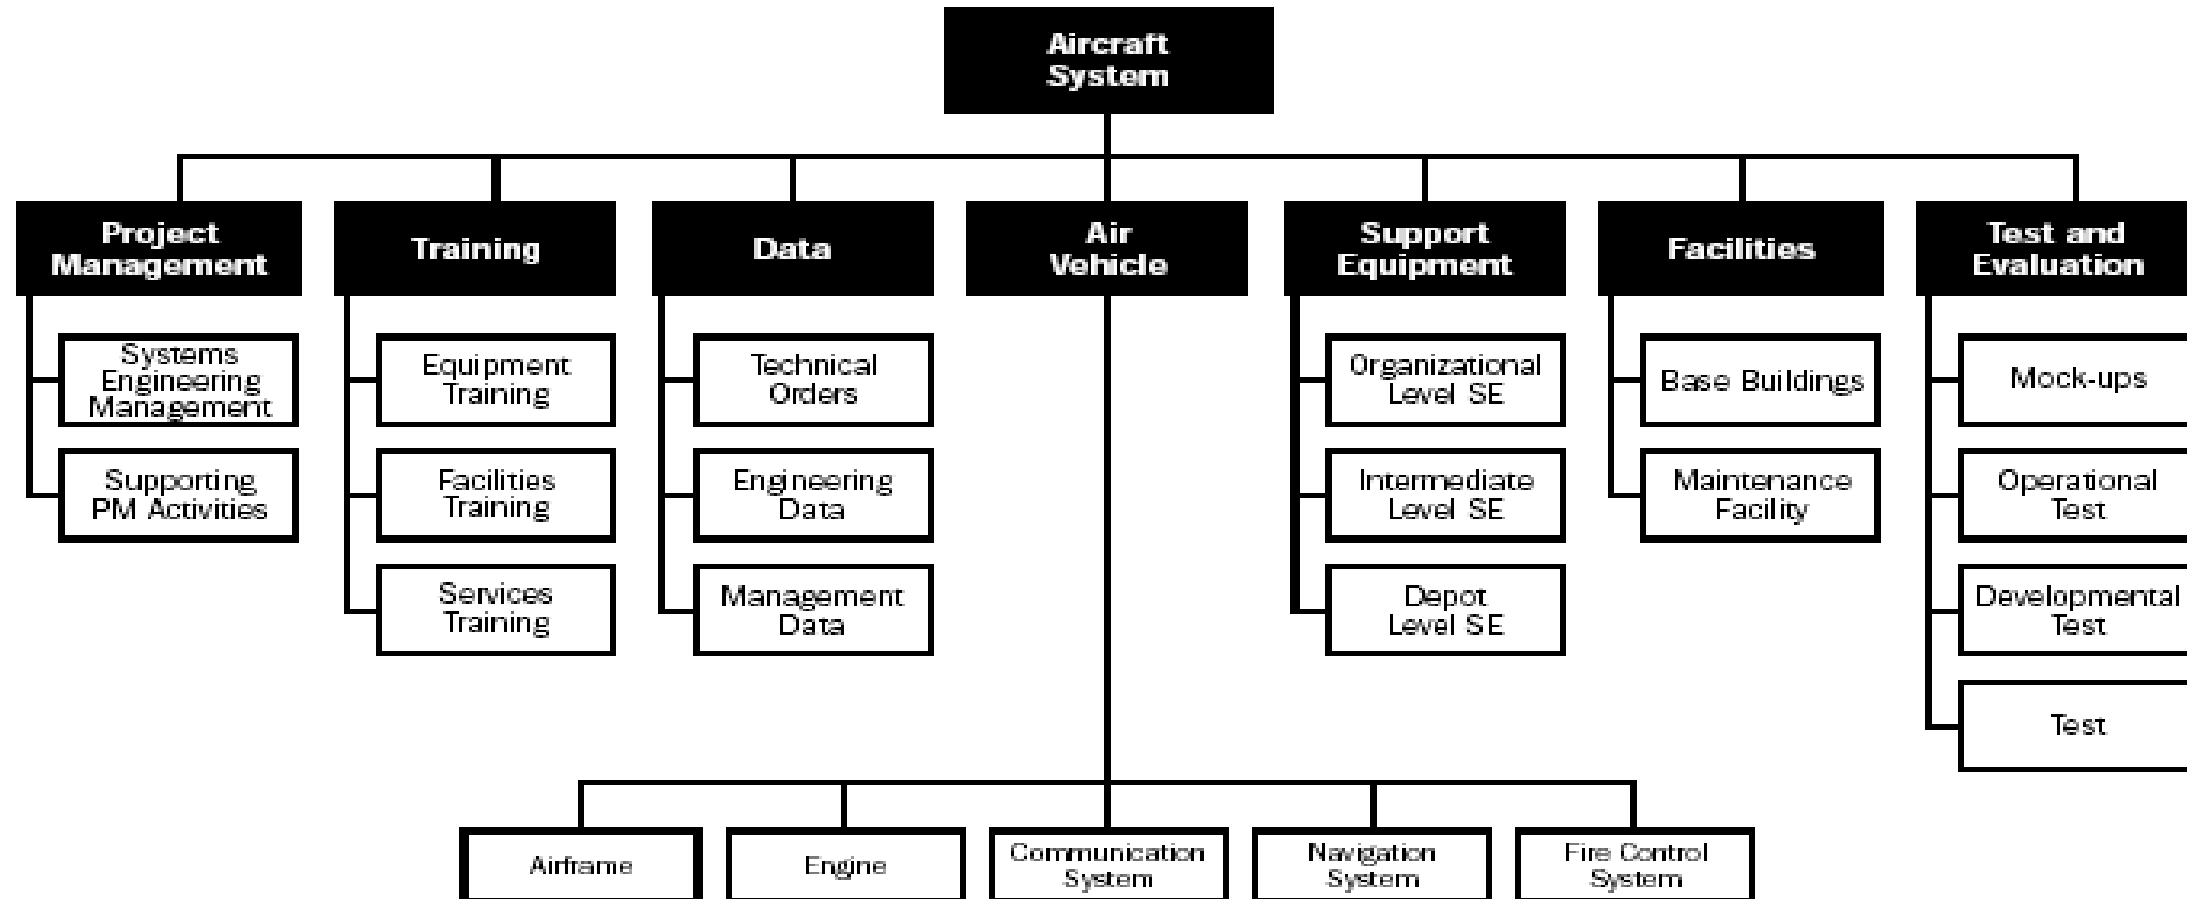 Aircraft
System
Project
Management
Training
Data
Air
Vehicle
Support
Equipment
Facilities
Test and
Evaluation
Systems
Engineering
Management
Supporting
PM Activities
Equipment
Training
Facilities
Training
Services
Training
Technical
Orders
Engineering
Data
Management
Data
Organizational
Level SE
Intermediate
Level SE
Depot
Level SE
Base Buildings
Maintenance
Facility
Mock-ups
Operational
Test
Developmental
Test
Test
Airframe
Engine
Communication
System
Navigation
System
Fire Control
System